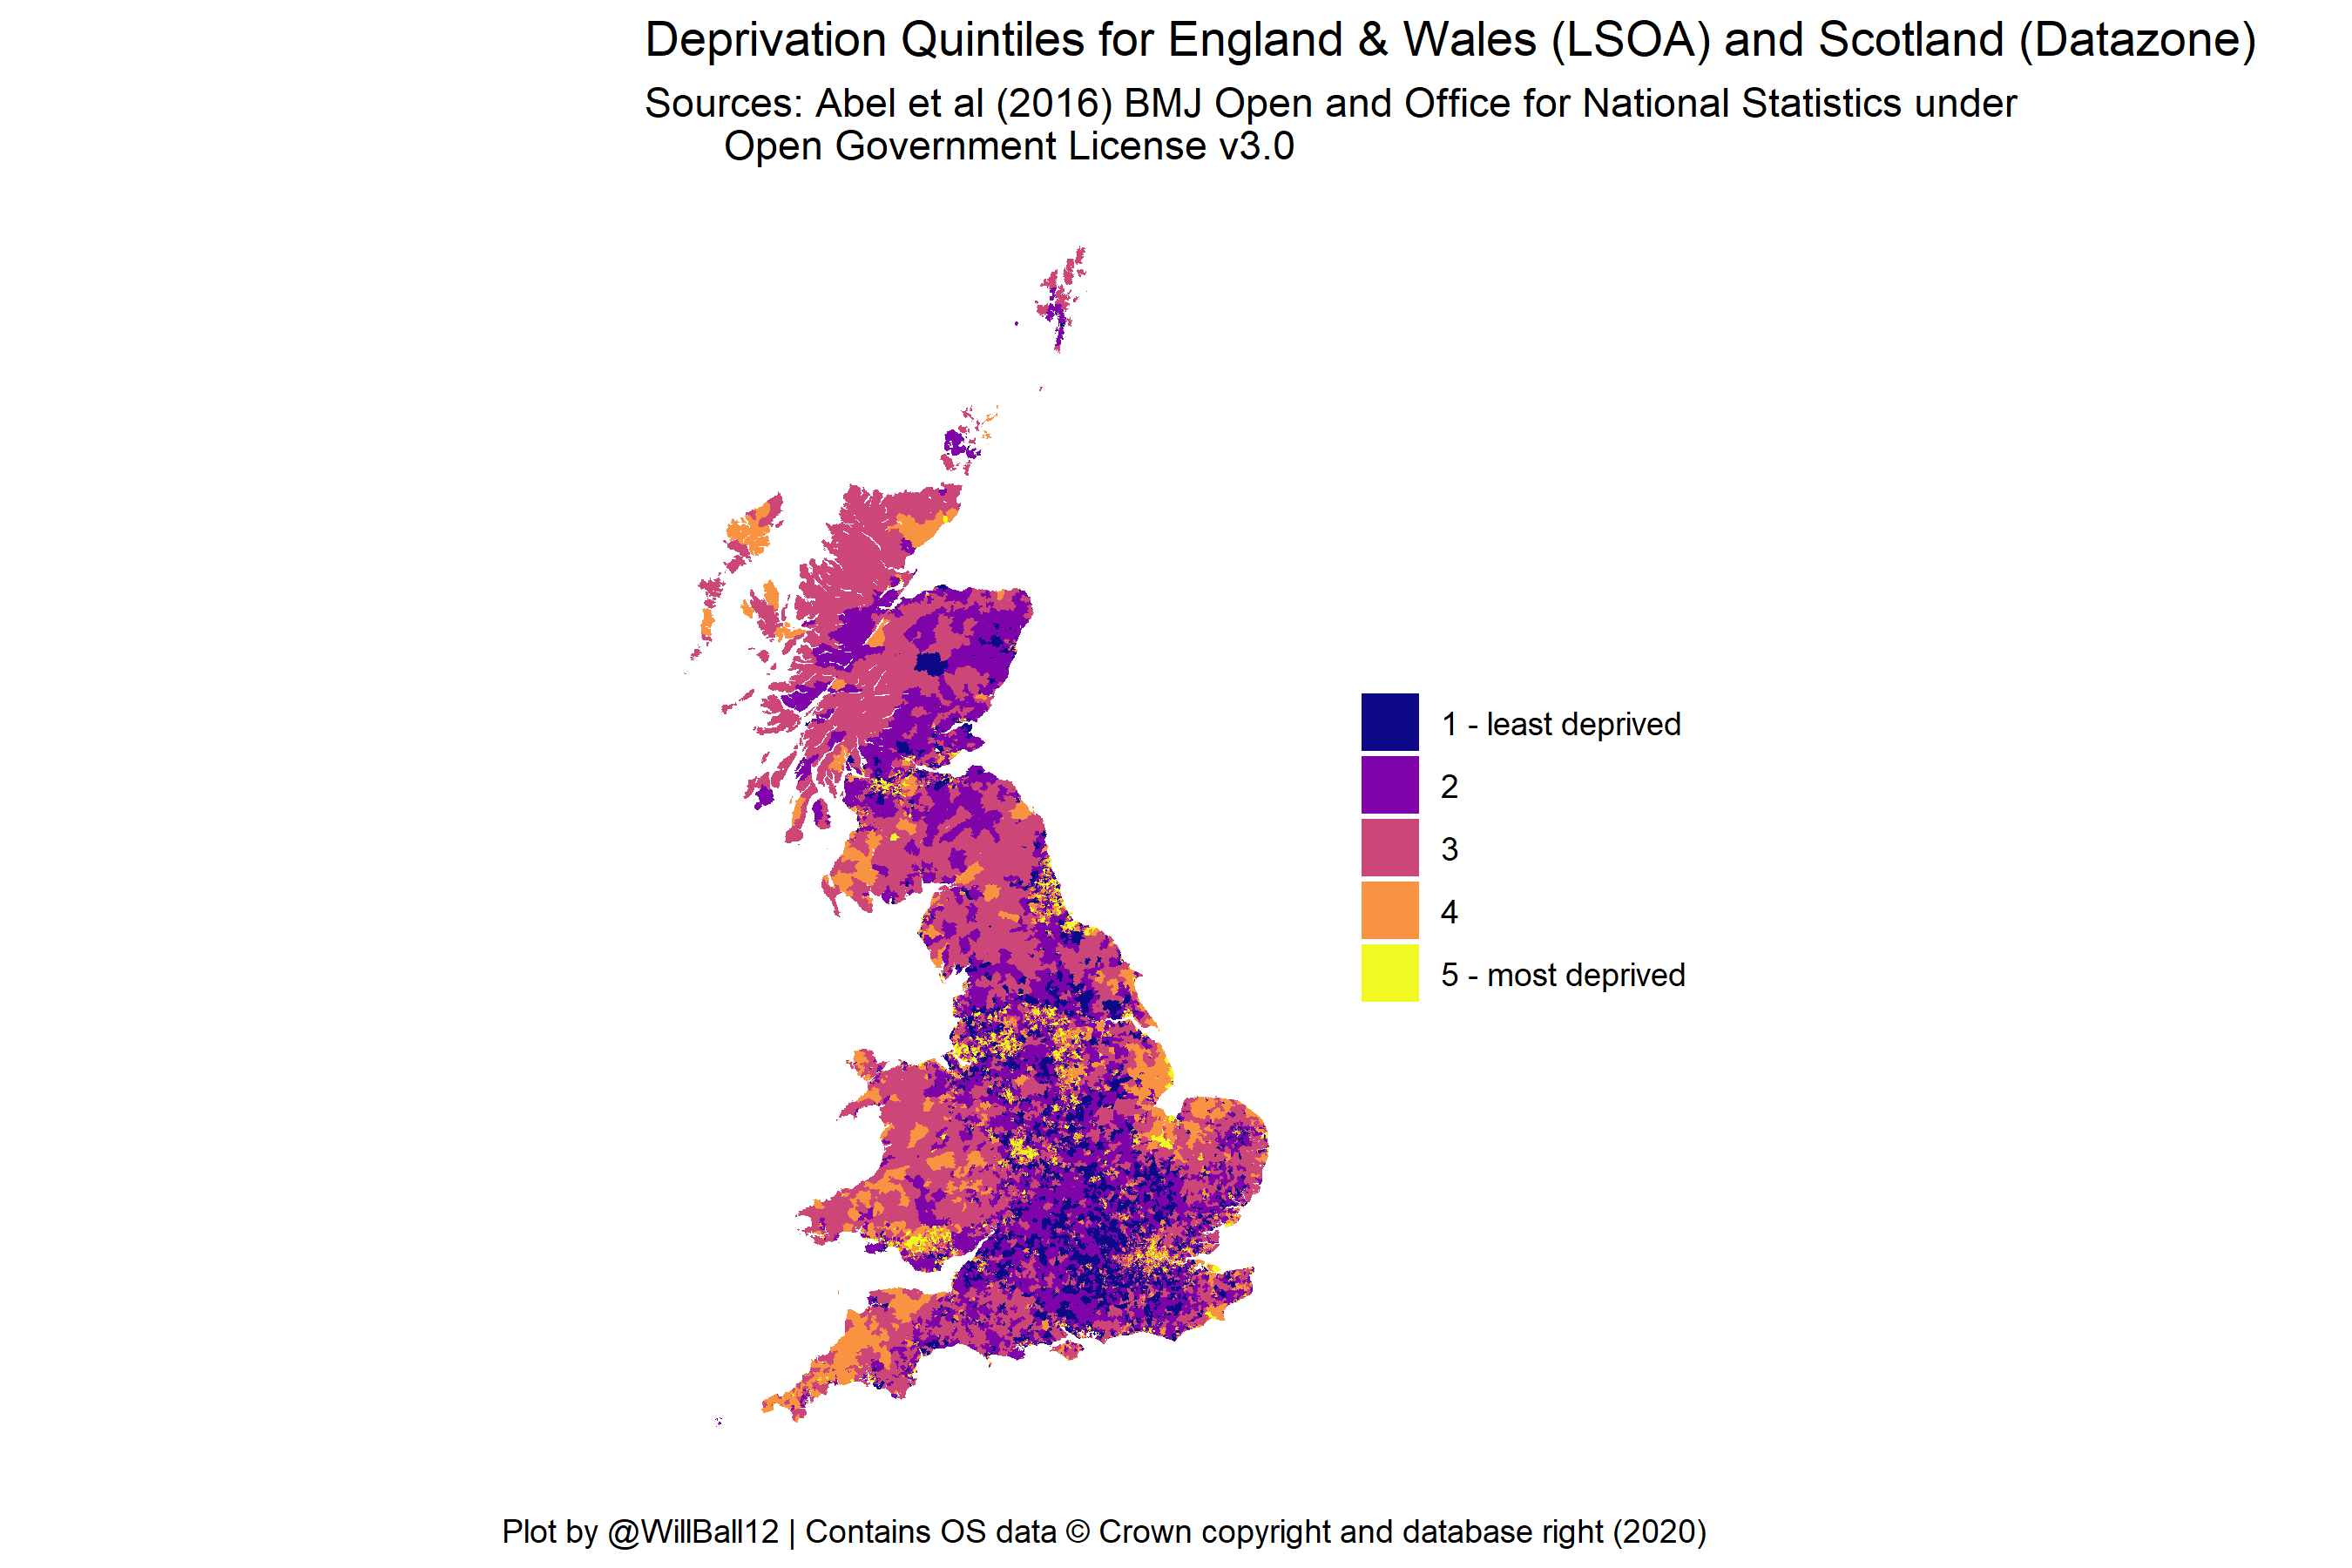 Deprivation Quintiles for England & Wales (LSOA) and Scotland (Datazone)
Sources: Abel et al (2016) BMJ Open and Office for National Statistics under
Open Government License v3.0
1 - least deprived
2
3
4
5 - most deprived
Plot by @WillBall12 | Contains OS data © Crown copyright and database right (2020)